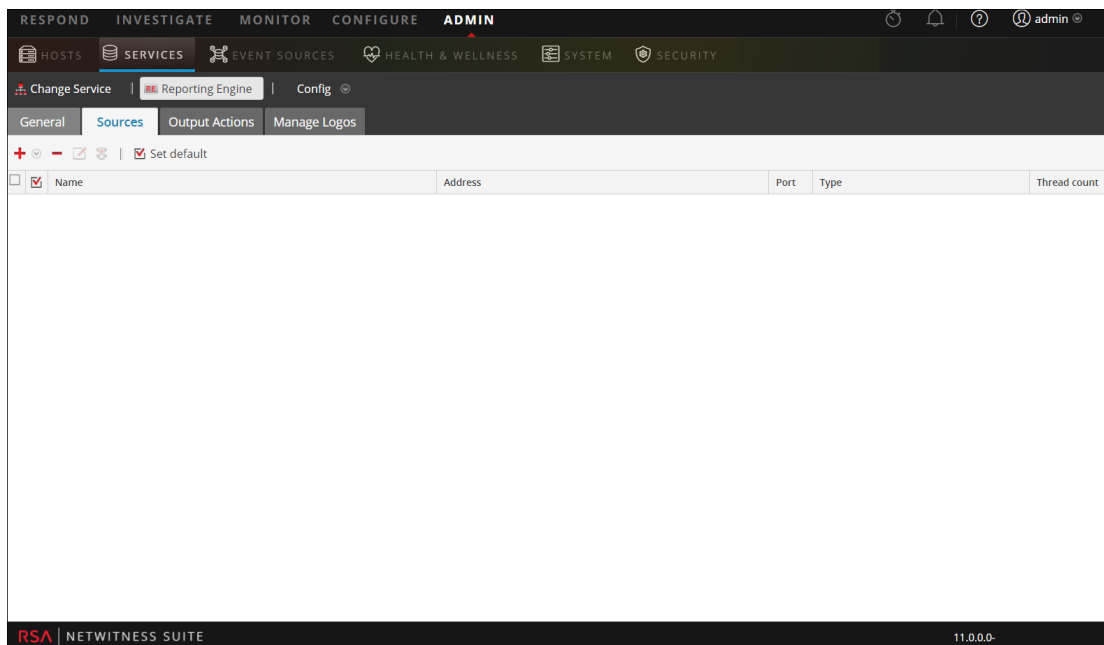 RESPOND INVESTIGATE MONITOR CONFIGURE ADMIN ? admin
HOSTS SERVICES EVENT SOURCES HEALTH & WELLNESS SYSTEM SECURITY
Change Service | RE Reporting Engine | Config
General Sources Output Actions Manage Logos
Set default
Name Address Port Type Thread count
RSA NETWITNESS SUITE 11.0.0.0-